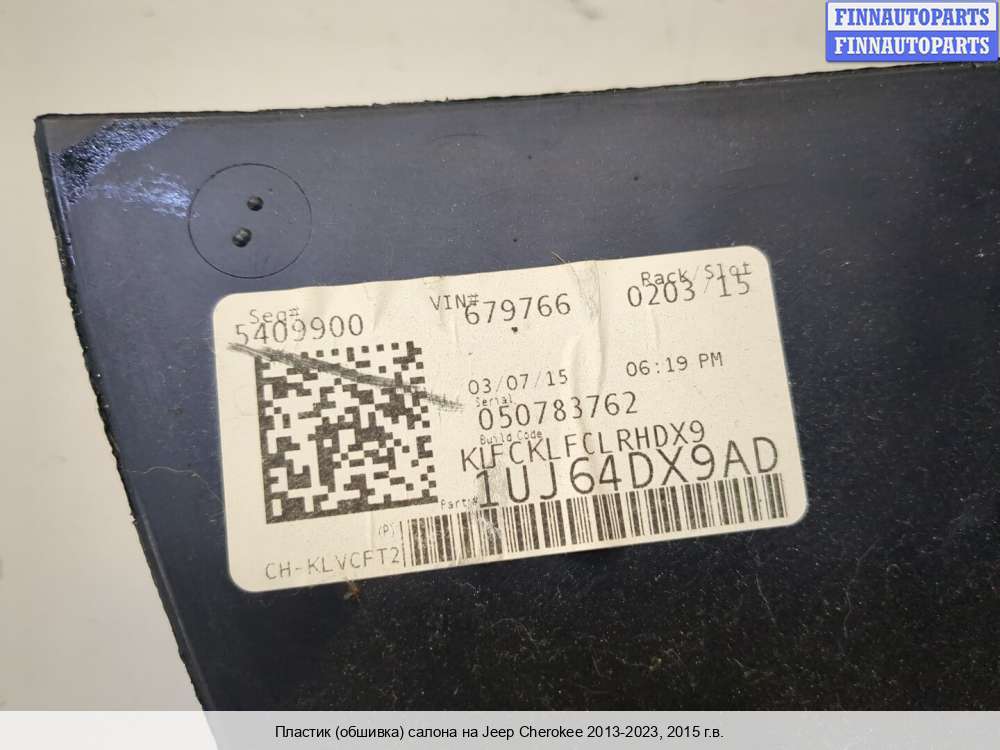 FINNAUTOPARTS
FINNAUTOPARTS
Seq# VIN# Rack/Slot
5409900 679766 0203/15
03/07/15 06:19 PM
Serial
050783762
Build Code
KLFCKLFCLRHDX9
Part# 1UJ64DX9AD
(P)
CH-KLVCFT2
Пластик (обшивка) салона на Jeep Cherokee 2013-2023, 2015 г.в.